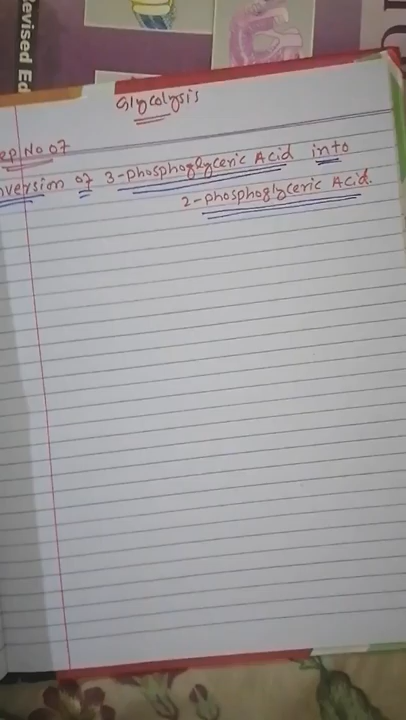 evised Ed
Glycolysis
ep No 07
nversion of 3-phosphoglyceric Acid into
2-phosphoglyceric Acid.